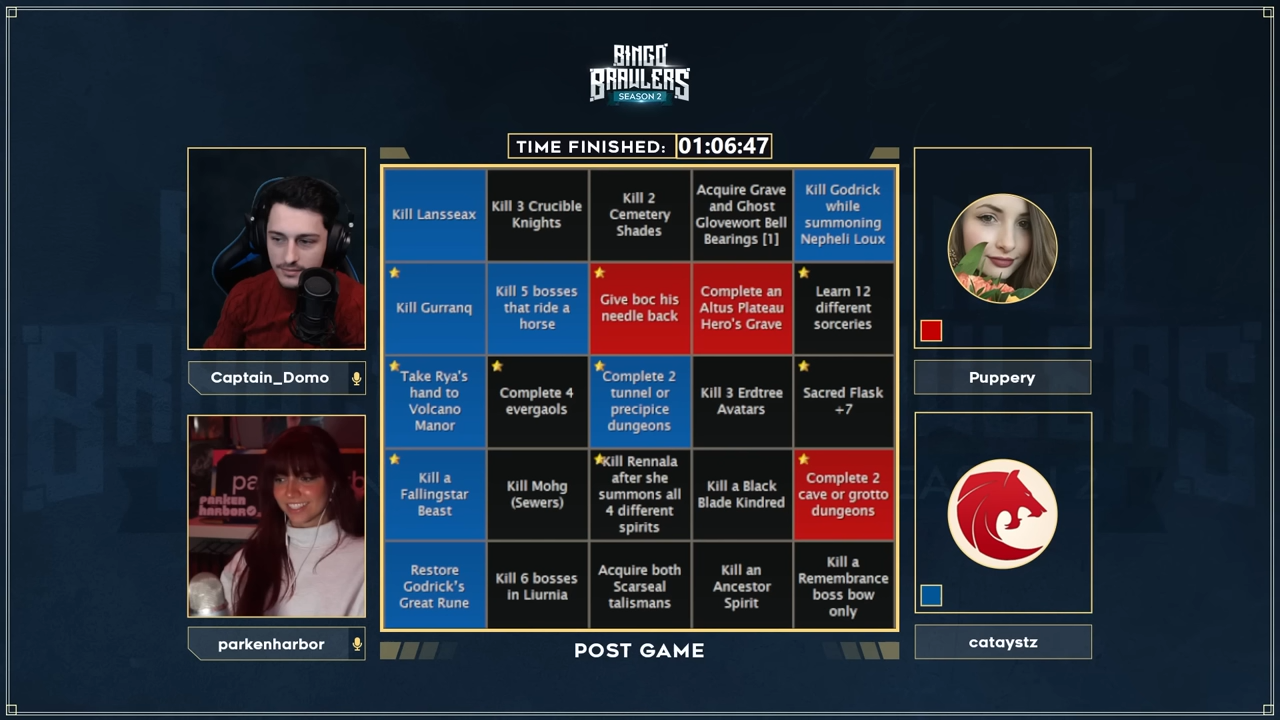 BINGO
BRAWLERS
SEASON 2
TIME FINISHED: 01:06:47
Kill Lansseax
Kill 3 Crucible
Knights
Kill 2
Cemetery
Shades
Acquire Grave
and Ghost
Glovewort Bell
Bearings [1]
Kill Godrick
while
summoning
Nepheli Loux
Kill Gurranq
Kill 5 bosses
that ride a
horse
Give boc his
needle back
Complete an
Altus Plateau
Hero's Grave
Learn 12
different
sorceries
Take Rya's
hand to
Volcano
Manor
Complete 4
evergaols
Complete 2
tunnel or
precipice
dungeons
Kill 3 Erdtree
Avatars
Sacred Flask
+7
Kill a
Fallingstar
Beast
Kill Mohg
(Sewers)
Kill Rennala
after she
summons all
4 different
spirits
Kill a Black
Blade Kindred
Complete 2
cave or grotto
dungeons
Restore
Godrick's
Great Rune
Kill 6 bosses
in Liurnia
Acquire both
Scarseal
talismans
Kill an
Ancestor
Spirit
Kill a
Remembrance
boss bow
only
Captain_Domo
PARKEN
HARBOR
parkenharbor
Puppery
cataystz
POST GAME